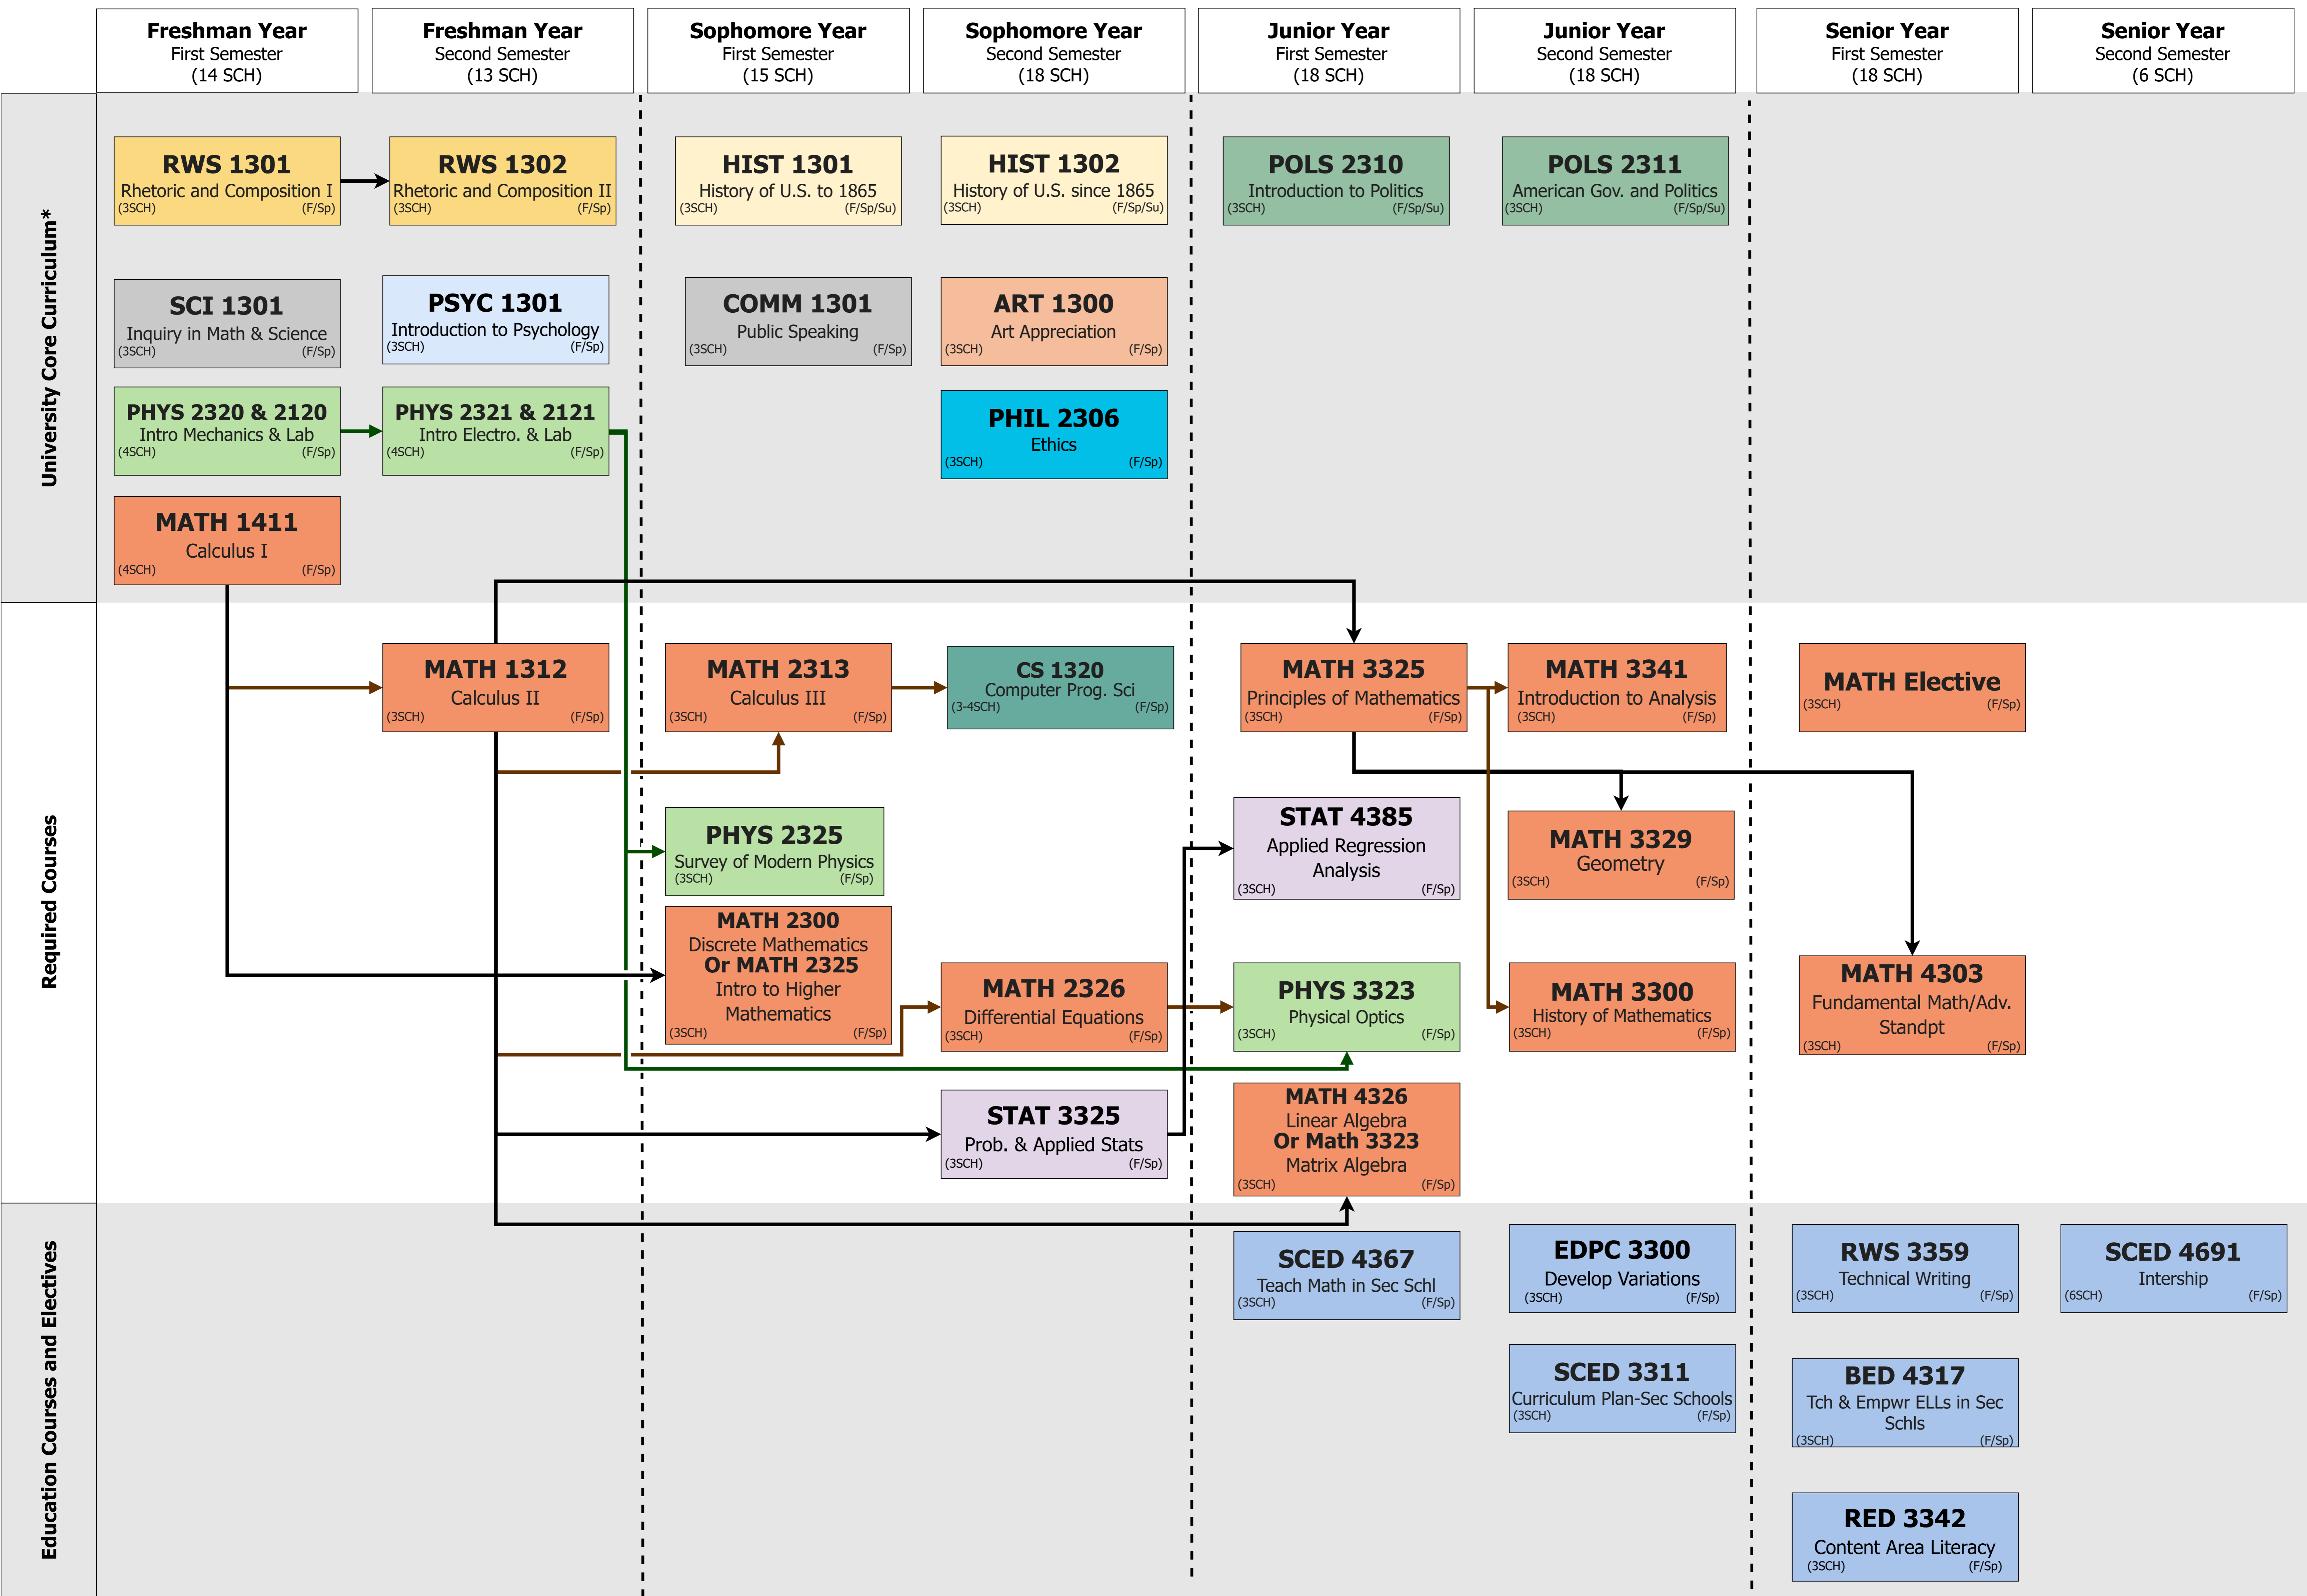 Freshman Year
First Semester
(14 SCH)
Freshman Year
Second Semester
(13 SCH)
Sophomore Year
First Semester
(15 SCH)
Sophomore Year
Second Semester
(18 SCH)
Junior Year
First Semester
(18 SCH)
Junior Year
Second Semester
(18 SCH)
Senior Year
First Semester
(18 SCH)
Senior Year
Second Semester
(6 SCH)
University Core Curriculum*
RWS 1301
Rhetoric and Composition I
(3SCH) (F/Sp)
RWS 1302
Rhetoric and Composition II
(3SCH) (F/Sp)
HIST 1301
History of U.S. to 1865
(3SCH) (F/Sp/Su)
HIST 1302
History of U.S. since 1865
(3SCH) (F/Sp/Su)
POLS 2310
Introduction to Politics
(3SCH) (F/Sp/Su)
POLS 2311
American Gov. and Politics
(3SCH) (F/Sp/Su)
SCI 1301
Inquiry in Math & Science
(3SCH) (F/Sp)
PSYC 1301
Introduction to Psychology
(3SCH) (F/Sp)
COMM 1301
Public Speaking
(3SCH) (F/Sp)
ART 1300
Art Appreciation
(3SCH) (F/Sp)
PHYS 2320 & 2120
Intro Mechanics & Lab
(4SCH) (F/Sp)
PHYS 2321 & 2121
Intro Electro. & Lab
(4SCH) (F/Sp)
PHIL 2306
Ethics
(3SCH) (F/Sp)
MATH 1411
Calculus I
(4SCH) (F/Sp)
Required Courses
MATH 1312
Calculus II
(3SCH) (F/Sp)
MATH 2313
Calculus III
(3SCH) (F/Sp)
CS 1320
Computer Prog. Sci
(3-4SCH) (F/Sp)
MATH 3325
Principles of Mathematics
(3SCH) (F/Sp)
MATH 3341
Introduction to Analysis
(3SCH) (F/Sp)
MATH Elective
(3SCH) (F/Sp)
PHYS 2325
Survey of Modern Physics
(3SCH) (F/Sp)
STAT 4385
Applied Regression
Analysis
(3SCH) (F/Sp)
MATH 3329
Geometry
(3SCH) (F/Sp)
MATH 2300
Discrete Mathematics
Or MATH 2325
Intro to Higher
Mathematics
(3SCH) (F/Sp)
MATH 2326
Differential Equations
(3SCH) (F/Sp)
PHYS 3323
Physical Optics
(3SCH) (F/Sp)
MATH 3300
History of Mathematics
(3SCH) (F/Sp)
MATH 4303
Fundamental Math/Adv.
Standpt
(3SCH) (F/Sp)
STAT 3325
Prob. & Applied Stats
(3SCH) (F/Sp)
MATH 4326
Linear Algebra
Or Math 3323
Matrix Algebra
(3SCH) (F/Sp)
Education Courses and Electives
SCED 4367
Teach Math in Sec Schl
(3SCH) (F/Sp)
EDPC 3300
Develop Variations
(3SCH) (F/Sp)
RWS 3359
Technical Writing
(3SCH) (F/Sp)
SCED 4691
Intership
(6SCH) (F/Sp)
SCED 3311
Curriculum Plan-Sec Schools
(3SCH) (F/Sp)
BED 4317
Tch & Empwr ELLs in Sec
Schls
(3SCH) (F/Sp)
RED 3342
Content Area Literacy
(3SCH) (F/Sp)